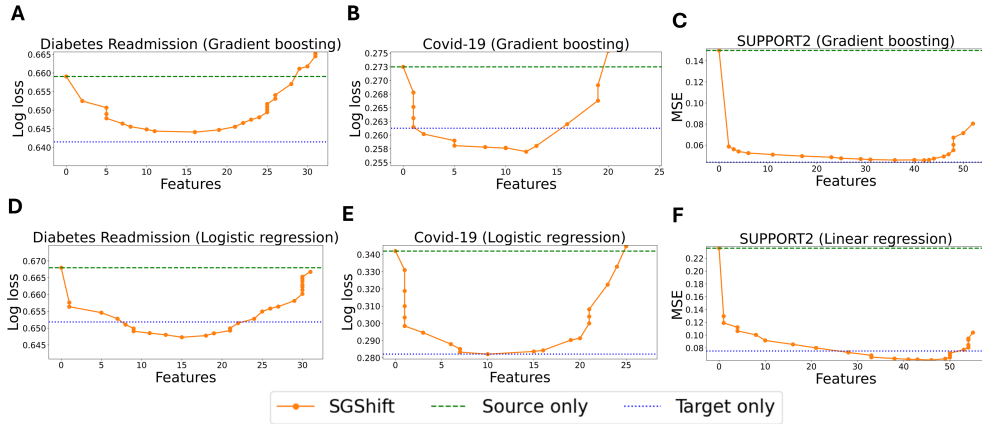 A
Diabetes Readmission (Gradient boosting)
0.665
0.660
0.655
0.650
0.645
0.640
Log loss
0 5 10 15 20 25 30
Features
B
Covid-19 (Gradient boosting)
0.275
0.273
0.270
0.268
0.265
0.263
0.260
0.258
0.255
Log loss
0 5 10 15 20 25
Features
C
SUPPORT2 (Gradient boosting)
0.14
0.12
0.10
0.08
0.06
MSE
0 10 20 30 40 50
Features
D
Diabetes Readmission (Logistic regression)
0.670
0.665
0.660
0.655
0.650
0.645
Log loss
0 5 10 15 20 25 30
Features
E
Covid-19 (Logistic regression)
0.340
0.330
0.320
0.310
0.300
0.290
0.280
Log loss
0 5 10 15 20 25
Features
F
SUPPORT2 (Linear regression)
0.22
0.20
0.18
0.16
0.14
0.12
0.10
0.08
MSE
0 10 20 30 40 50
Features
SGShift Source only Target only